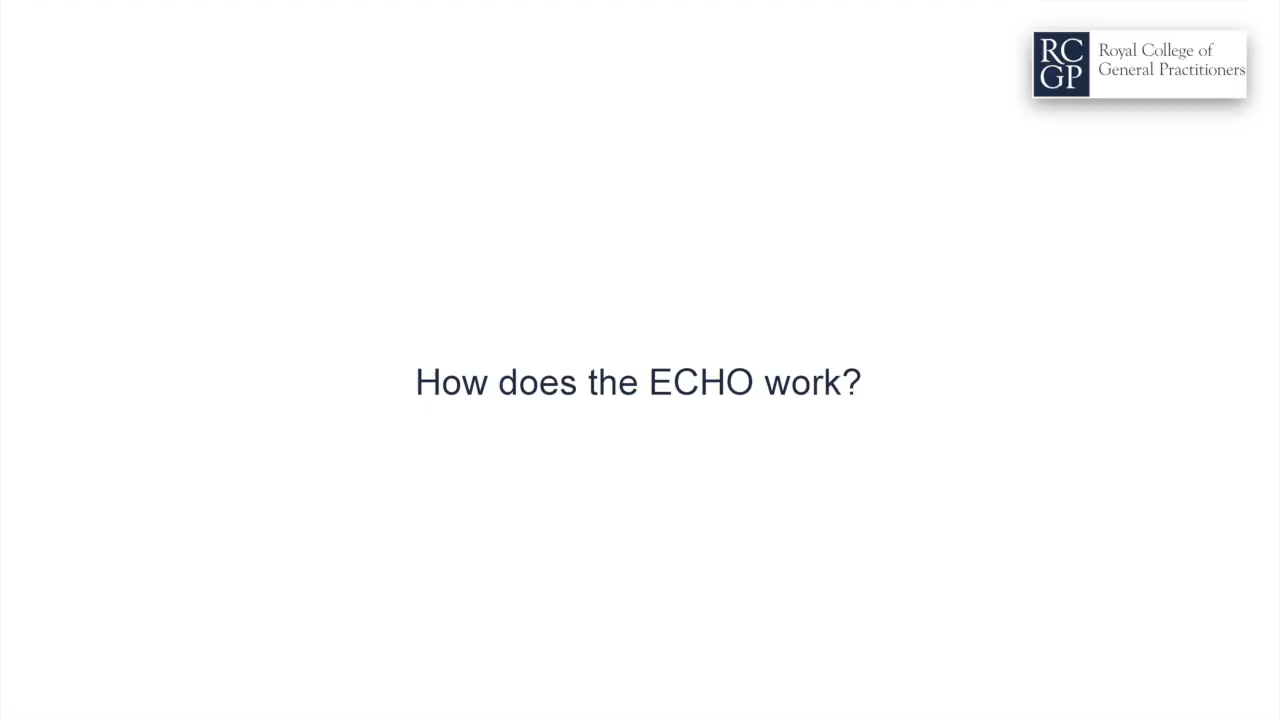 RC
GP
Royal College of
General Practitioners
How does the ECHO work?